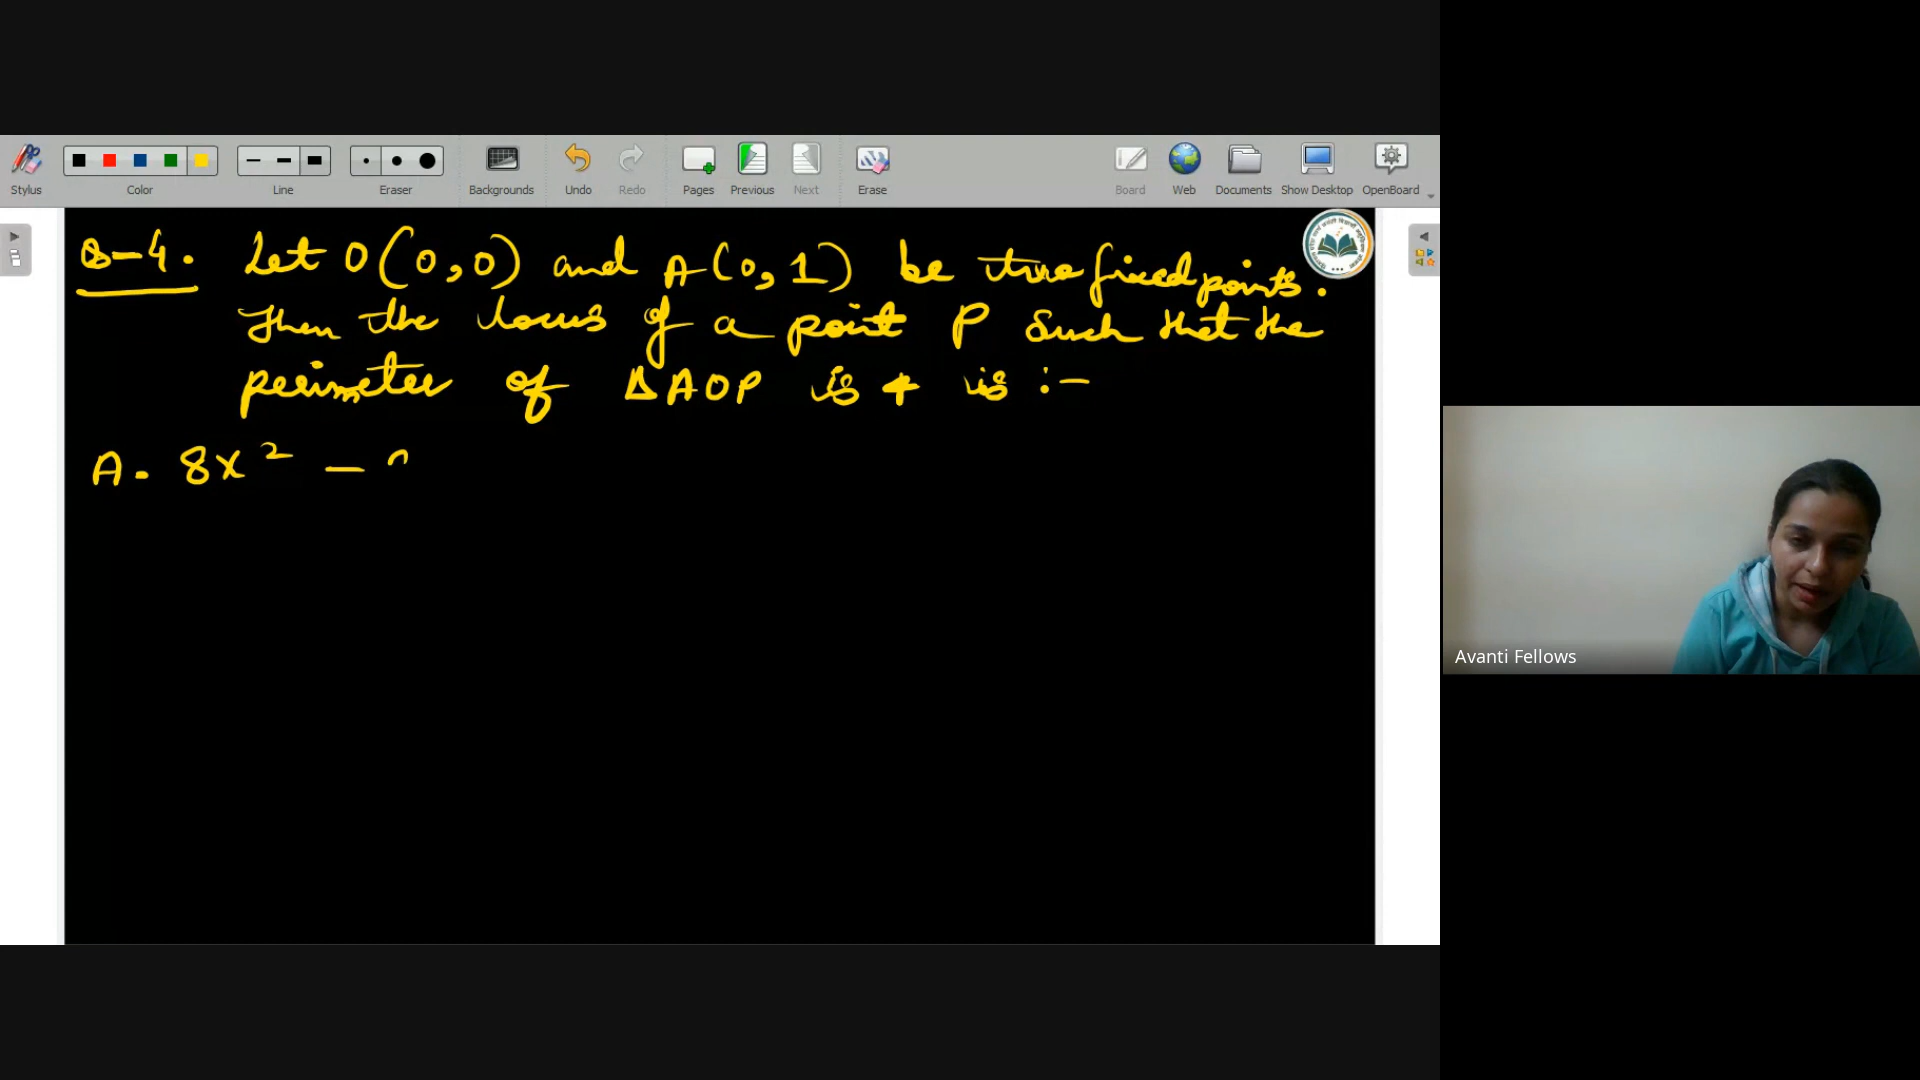 Stylus Color Line Eraser Backgrounds Undo Redo Pages Previous Next Erase Board Web Documents Show Desktop OpenBoard
Q-4. Let O(0,0) and A(0,1) be two fixed points.
Then the locus of a point P such that the
perimeter of ΔAOP is 4 is :-
A. 8x² –
Avanti Fellows